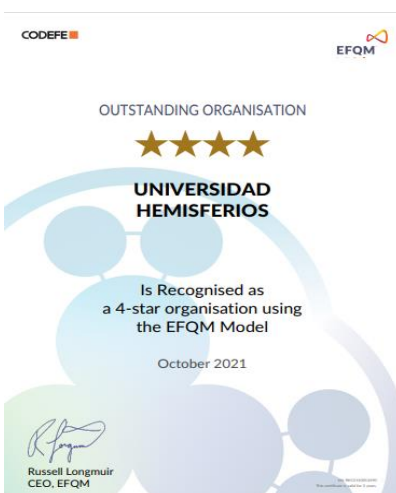 CODEFE
EFQM
OUTSTANDING ORGANISATION
UNIVERSIDAD
HEMISFERIOS
Is Recognised as
a 4-star organisation using
the EFQM Model
October 2021
Russell Longmuir
CEO, EFQM